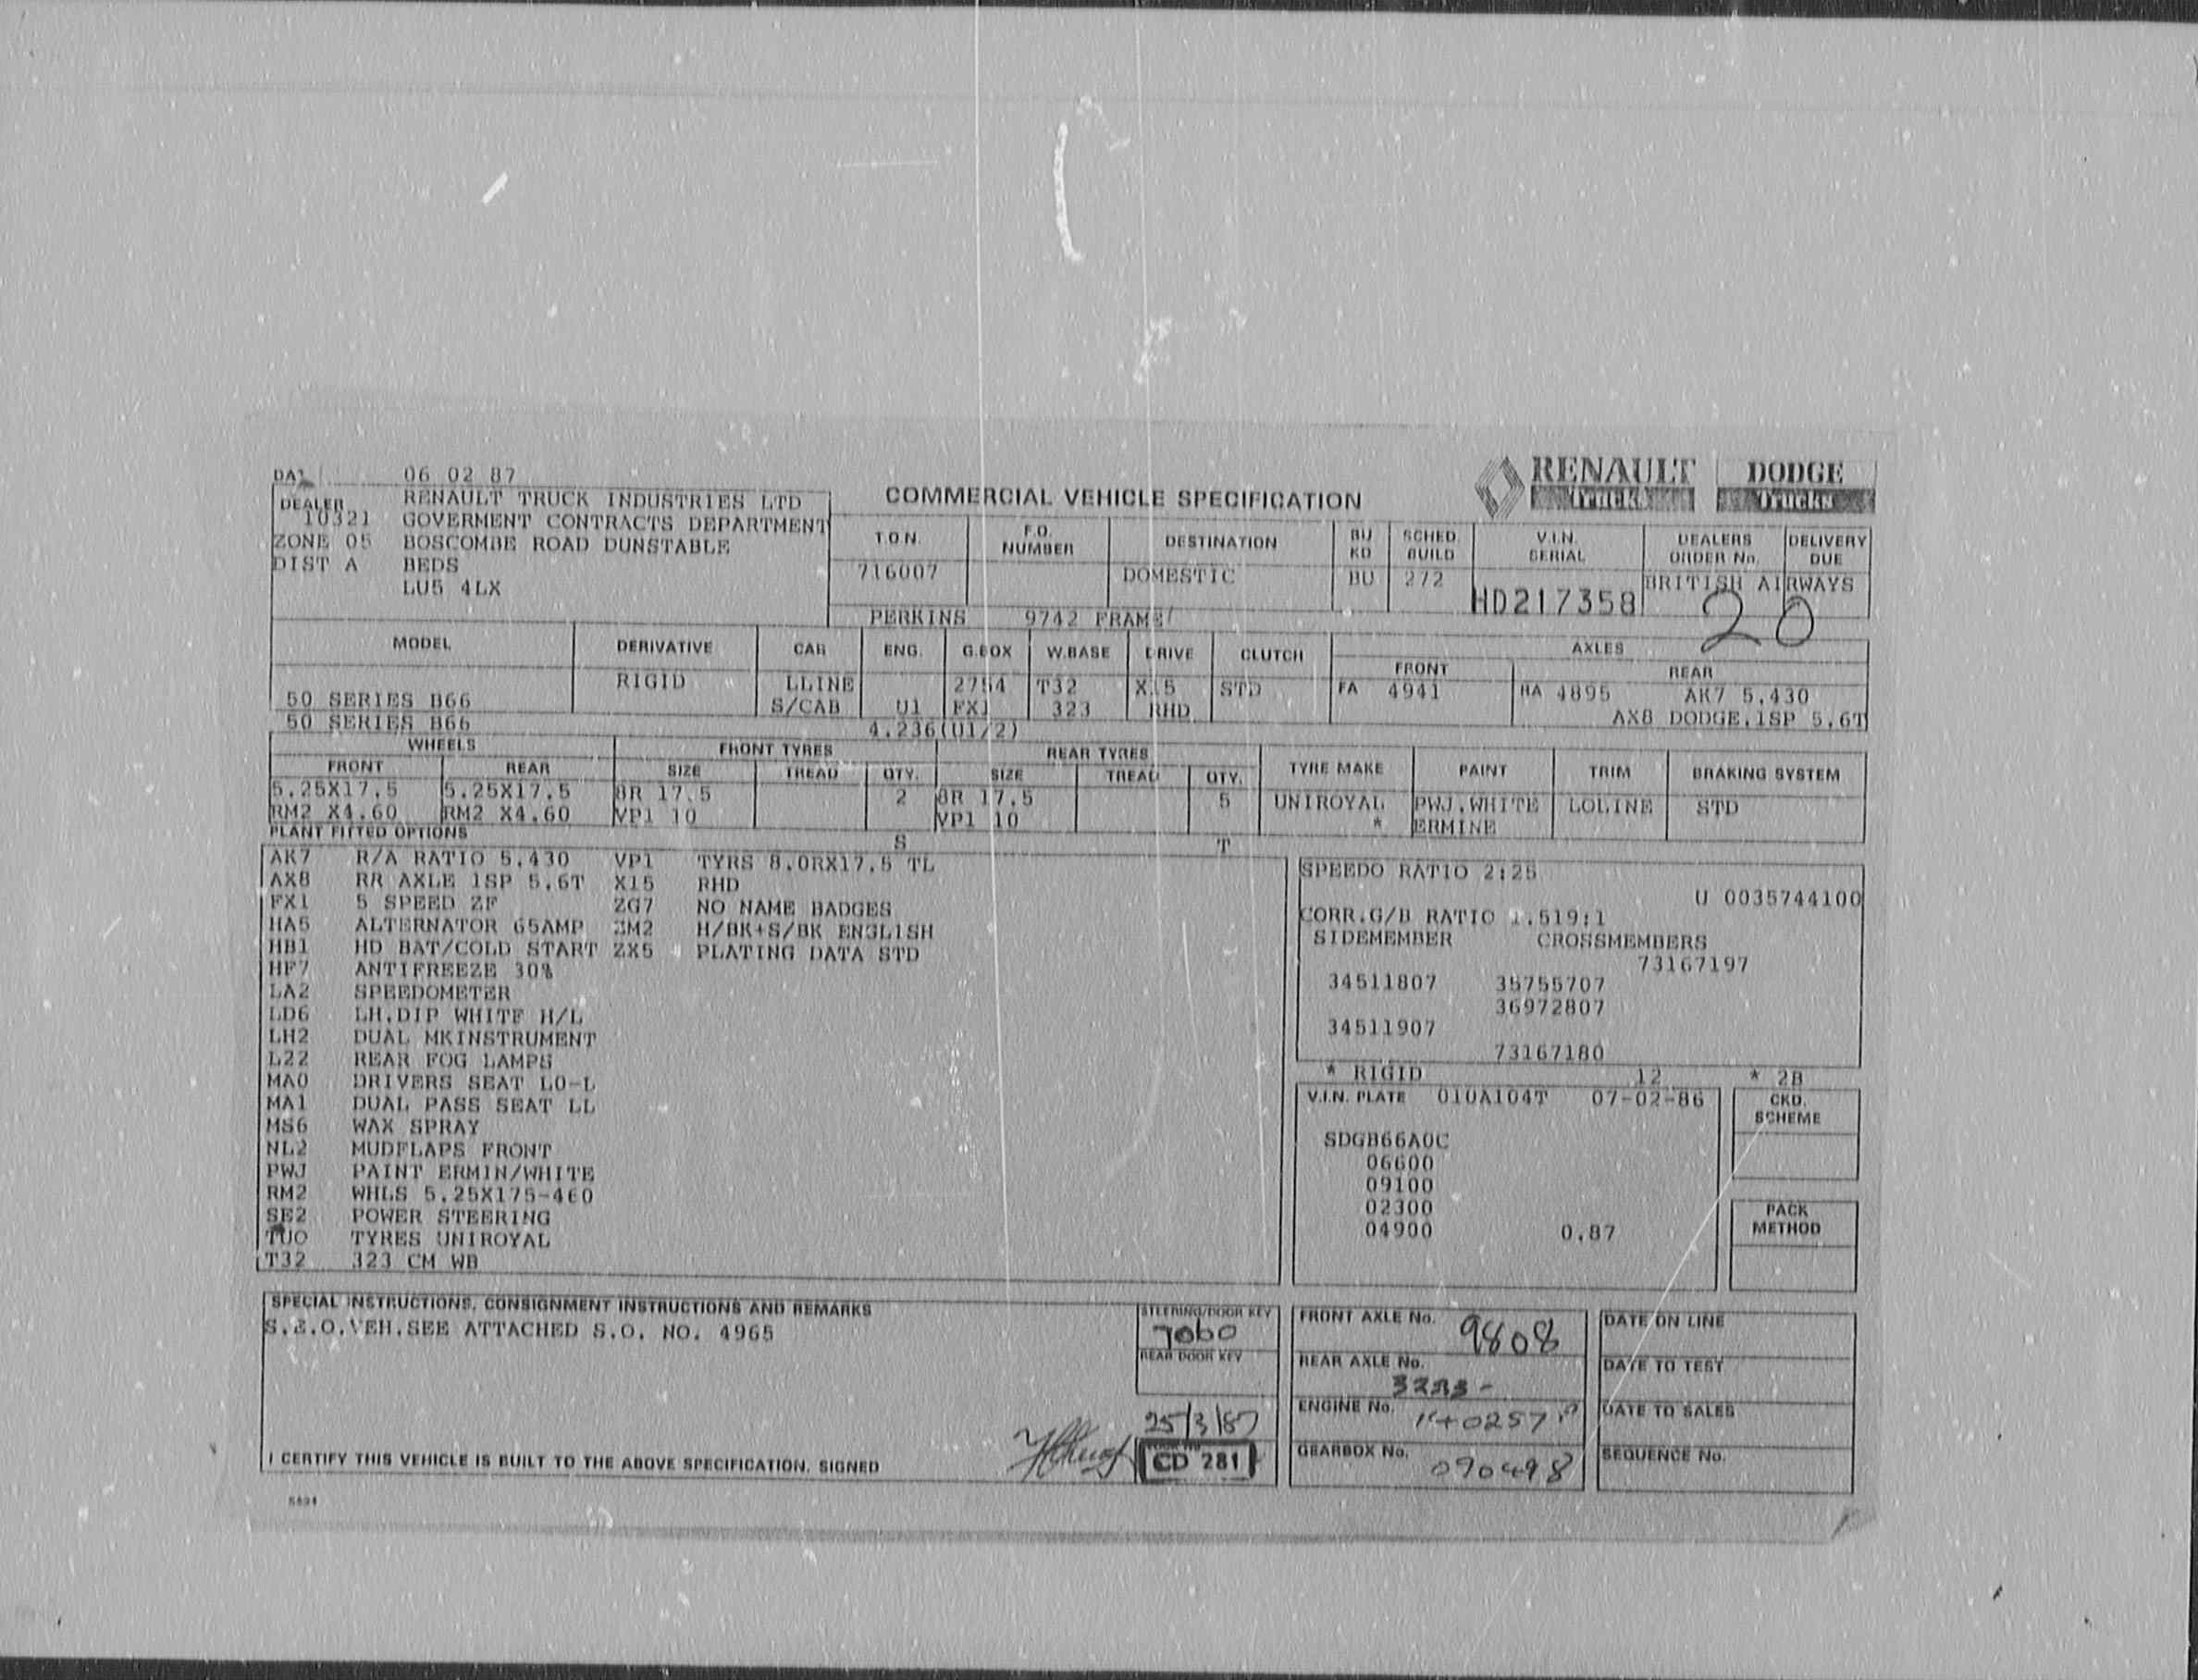 06 02 87
RENAULT TRUCK INDUSTRIES LTD
DEALER
10321 GOVERMENT CONTRACTS DEPARTMENT
ZONE 05 BOSCOMBE ROAD DUNSTABLE
DIST A BEDS
LU5 4LX
COMMERCIAL VEHICLE SPECIFICATION
RENAULT TRUCKS
DODGE TRUCKS
T.O.N. F.O. NUMBER DESTINATION BU KD SCHED. BUILD V.I.N. SERIAL DEALERS ORDER No. DELIVERY DUE
716007 DOMESTIC BU 272 HD217358 BRITISH AIRWAYS
20
PERKINS 9742 FRAME
MODEL DERIVATIVE CAB ENG. G.BOX W.BASE DRIVE CLUTCH AXLES
FRONT REAR
RIGID LLINE 2754 T32 X15 STD FA 4941 RA 4895 AK7 5.430
50 SERIES B66 S/CAB U1 FX1 323 RHD
50 SERIES B66 4.236(U1/2) AX8 DODGE.1SP 5.6T
WHEELS FRONT TYRES REAR TYRES TYRE MAKE PAINT TRIM BRAKING SYSTEM
FRONT REAR SIZE TREAD QTY. SIZE TREAD QTY.
5.25X17.5 5.25X17.5 8R 17.5 2 8R 17.5 5 UNIROYAL PWJ.WHITE LOLINE STD
RM2 X4.60 RM2 X4.60 VP1 10 VP1 10 * ERMINE
PLANT FITTED OPTIONS S T
AK7 R/A RATIO 5.430 VP1 TYRS 8.0RX17.5 TL
AX8 RR AXLE 1SP 5.6T X15 RHD
FX1 5 SPEED ZF ZG7 NO NAME BADGES
HA5 ALTERNATOR 65AMP ZM2 H/BK+S/BK ENGLISH
HB1 HD BAT/COLD START ZX5 PLATING DATA STD
HF7 ANTIFREEZE 30%
LA2 SPEEDOMETER
LD6 LH.DIP WHITE H/L
LH2 DUAL MKINSTRUMENT
L22 REAR FOG LAMPS
MA0 DRIVERS SEAT LO-L
MA1 DUAL PASS SEAT LL
MS6 WAX SPRAY
NL2 MUDFLAPS FRONT
PWJ PAINT ERMIN/WHITE
RM2 WHLS 5.25X175-460
SE2 POWER STEERING
TUO TYRES UNIROYAL
T32 323 CM WB
SPEEDO RATIO 2:25
U 0035744100
CORR.G/B RATIO 1.519:1
SIDEMEMBER CROSSMEMBERS
73167197
34511807 35755707
36972807
34511907
73167180
* RIGID 12 * 2B
V.I.N. PLATE 010A104T 07-02-86
CKD. SCHEME
SDGB66A0C
06600
09100
02300
04900 0.87
PACK METHOD
SPECIAL INSTRUCTIONS, CONSIGNMENT INSTRUCTIONS AND REMARKS
S.E.O.VEH.SEE ATTACHED S.O. NO. 4965
I CERTIFY THIS VEHICLE IS BUILT TO THE ABOVE SPECIFICATION. SIGNED
STEERING/DOOR KEY
7060
REAR DOOR KEY
25/3/87
CD 281
FRONT AXLE No. 9808
REAR AXLE No.
ENGINE No.
GEARBOX No. 090498
DATE ON LINE
DATE TO TEST
DATE TO SALES
SEQUENCE No.